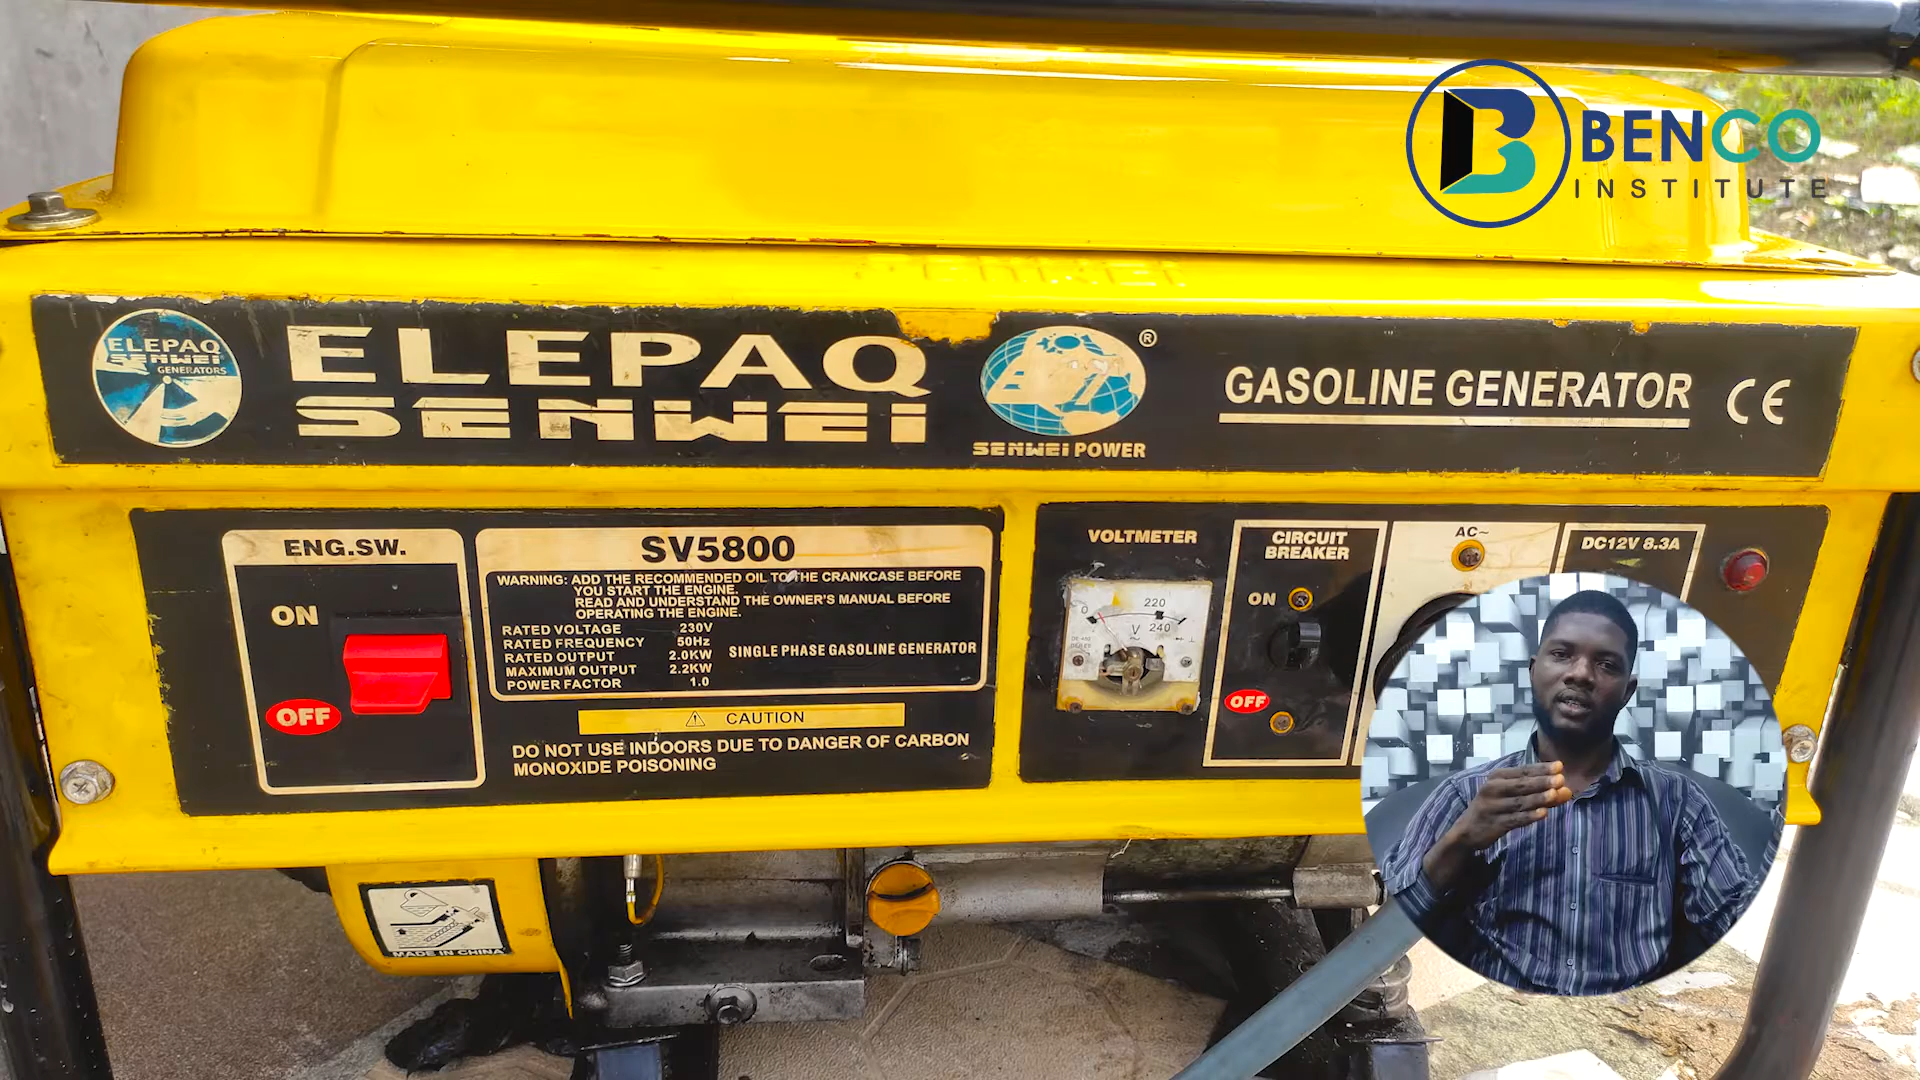 BENCO
INSTITUTE
ELEPAQ
SENWEI
GENERATORS
ELEPAQ
SENWEI
®
SENWEI POWER
GASOLINE GENERATOR
CE
ENG.SW.
ON
OFF
SV5800
WARNING: ADD THE RECOMMENDED OIL TO THE CRANKCASE BEFORE
YOU START THE ENGINE.
READ AND UNDERSTAND THE OWNER'S MANUAL BEFORE
OPERATING THE ENGINE.
RATED VOLTAGE 230V
RATED FREQUENCY 50Hz
RATED OUTPUT 2.0KW
MAXIMUM OUTPUT 2.2KW
POWER FACTOR 1.0
SINGLE PHASE GASOLINE GENERATOR
CAUTION
DO NOT USE INDOORS DUE TO DANGER OF CARBON
MONOXIDE POISONING
VOLTMETER
0 220
V 240
CIRCUIT
BREAKER
ON
OFF
AC~
DC12V 8.3A
MADE IN CHINA